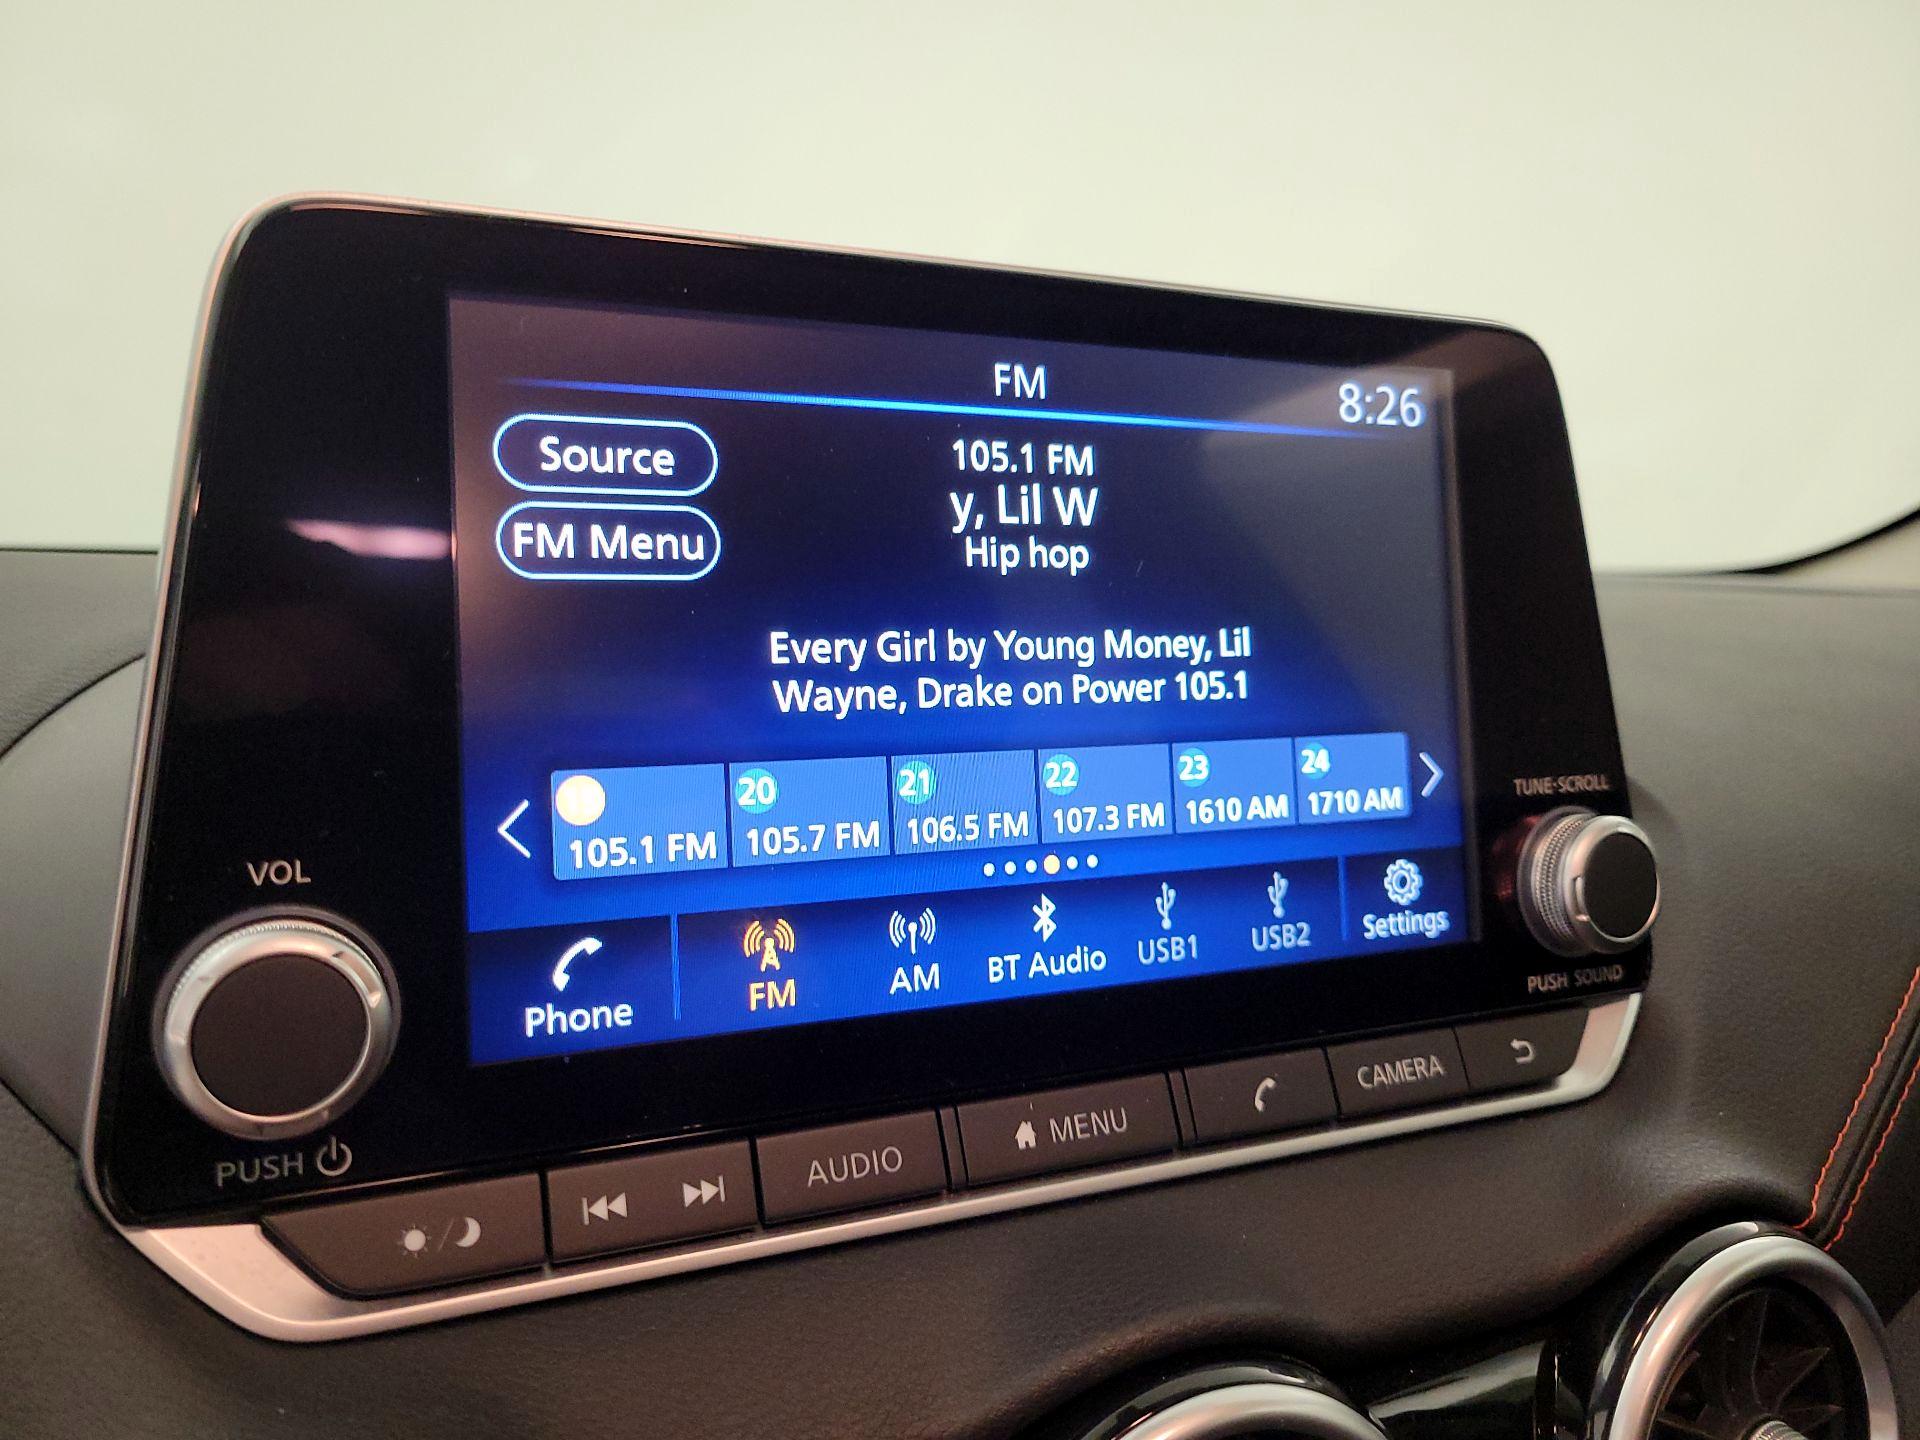 FM
8:26
Source
105.1 FM
y, Lil W
FM Menu
Hip hop
Every Girl by Young Money, Lil
Wayne, Drake on Power 105.1
20 21 22 23 24
105.1 FM 105.7 FM 106.5 FM 107.3 FM 1610 AM 1710 AM
Phone FM AM BT Audio USB1 USB2 Settings
VOL
PUSH
TUNE·SCROLL
PUSH SOUND
AUDIO
MENU
CAMERA